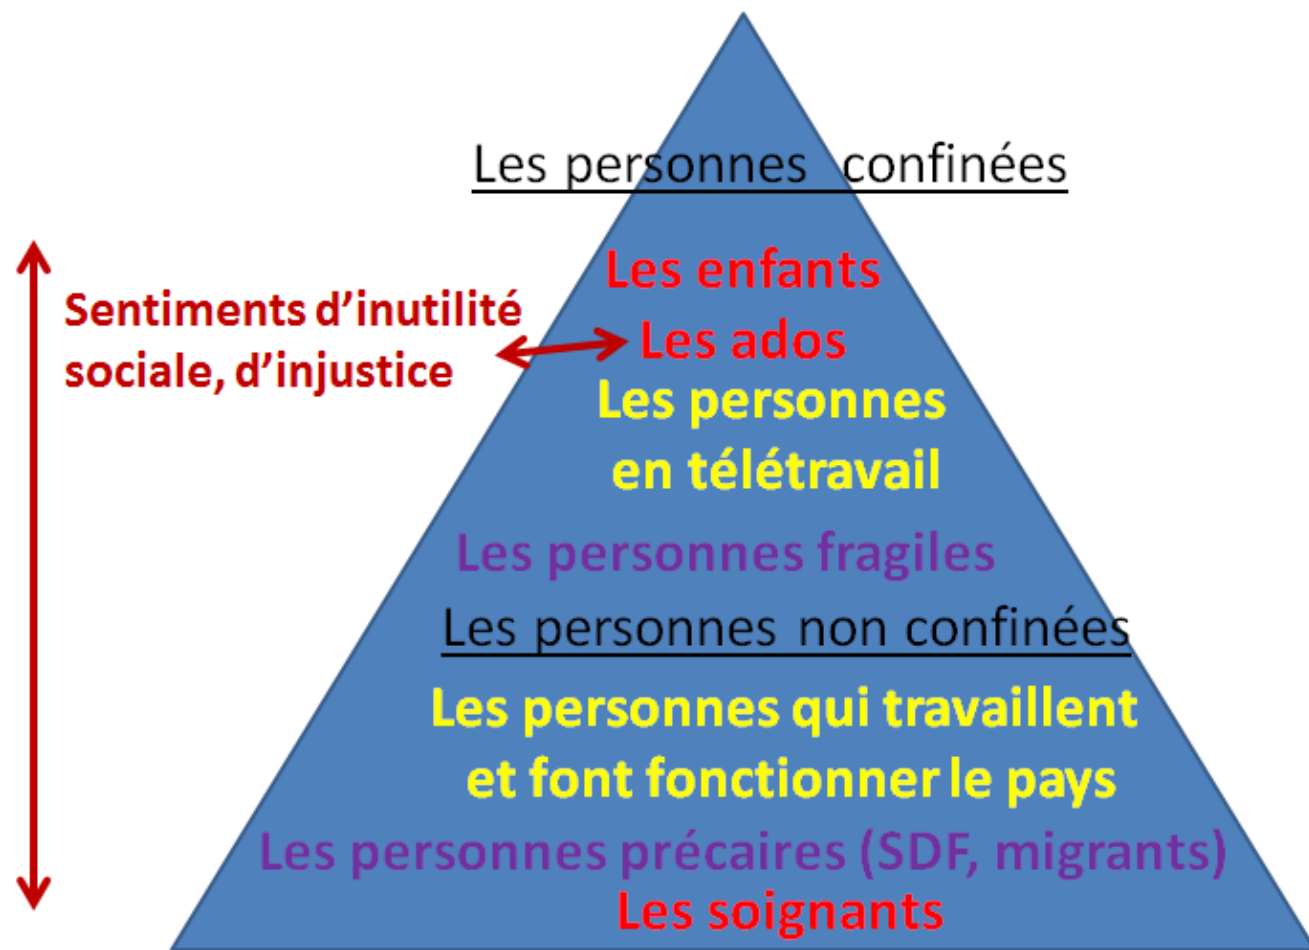 Les personnes confinées
Les enfants
Sentiments d'inutilité
sociale, d'injustice
Les ados
Les personnes
en télétravail
Les personnes fragiles
Les personnes non confinées
Les personnes qui travaillent
et font fonctionner le pays
Les personnes précaires (SDF, migrants)
Les soignants